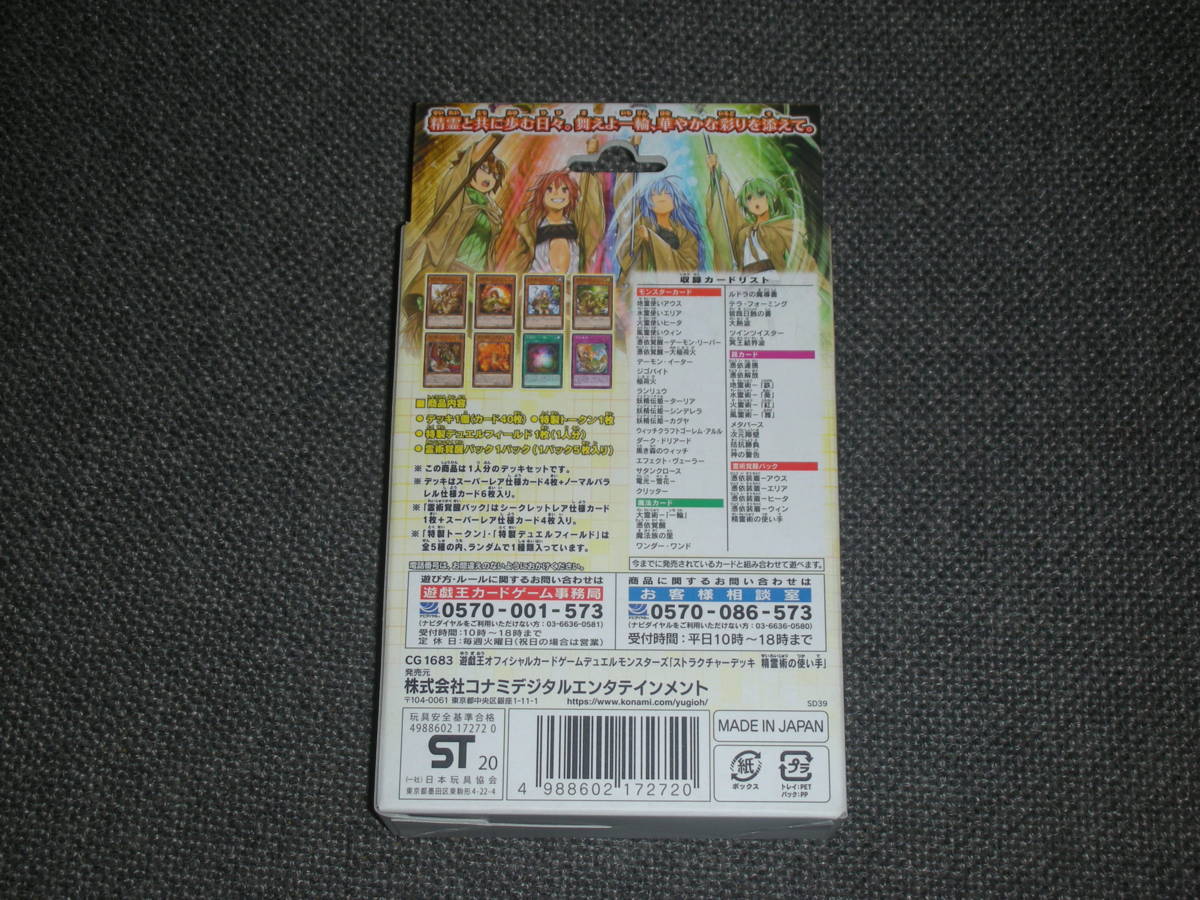 精霊と共に歩む日々。飼えよ一輪、華やかな彩りを添えて。
収録カードリスト
モンスターカード
地霊使いアウス
水霊使いエリア
火霊使いヒータ
風霊使いウィン
憑依覚醒－デーモン・リーパー
憑依覚醒－大稲荷火
デーモン・イーター
ジゴバイト
稲荷火
ランリュウ
妖精伝姫－ターリア
妖精伝姫－シンデレラ
妖精伝姫－カグヤ
ウィッチクラフトゴーレム・アルル
ダーク・ドリアード
黒き森のウィッチ
エフェクト・ヴェーラー
サタンクロース
電光－雪花－
クリッター
魔法カード
大霊術－「一輪」
憑依覚醒
魔法族の里
ワンダー・ワンド
ルドラの魔導書
テラ・フォーミング
皆既日蝕の書
大熱波
ツインツイスター
冥王結界波
罠カード
憑依連携
憑依解放
地霊術－「鉄」
水霊術－「葵」
火霊術－「紅」
風霊術－「雅」
メタバース
次元障壁
拮抗勝負
神の警告
霊術覚醒パック
憑依装着－アウス
憑依装着－エリア
憑依装着－ヒータ
憑依装着－ウィン
精霊術の使い手
今までに発売されているカードと組み合わせて遊べます。
■ 商品内容
● デッキ1個(カード40枚) ● 特製トークン1枚
● 特製デュエルフィールド 1枚(1人分)
● 霊術覚醒パック1パック(1パック5枚入り)
※ この商品は1人分のデッキセットです。
※ デッキはスーパーレア仕様カード4枚+ノーマルパラ
レル仕様カード6枚入り。
※「霊術覚醒パック」はシークレットレア仕様カード
1枚+スーパーレア仕様カード4枚入り。
※「特製トークン」・「特製デュエルフィールド」は
全5種の内、ランダムで1種類入っています。
電話番号は、お間違えのないようにおかけください。
遊び方・ルールに関するお問い合わせは
遊戯王カードゲーム事務局
0570-001-573
(ナビダイヤルをご利用いただけない方：03-6636-0581)
受付時間：10時～18時まで
定 休 日：毎週火曜日(祝日の場合は営業)
商品に関するお問い合わせは
お客様相談室
0570-086-573
(ナビダイヤルをご利用いただけない方：03-6636-0580)
受付時間：平日10時～18時まで
CG1683 遊戯王オフィシャルカードゲームデュエルモンスターズ「ストラクチャーデッキ 精霊術の使い手」
発売元
株式会社コナミデジタルエンタテインメント
〒104-0061 東京都中央区銀座1-11-1
https://www.konami.com/yugioh/
SD39
玩具安全基準合格
4988602 17272 0
ST 20
(一社)日本玩具協会
東京都墨田区東駒形4-22-4
4 988602 172720
MADE IN JAPAN
紙
ボックス
プラ
トレイ:PET
パック:PP